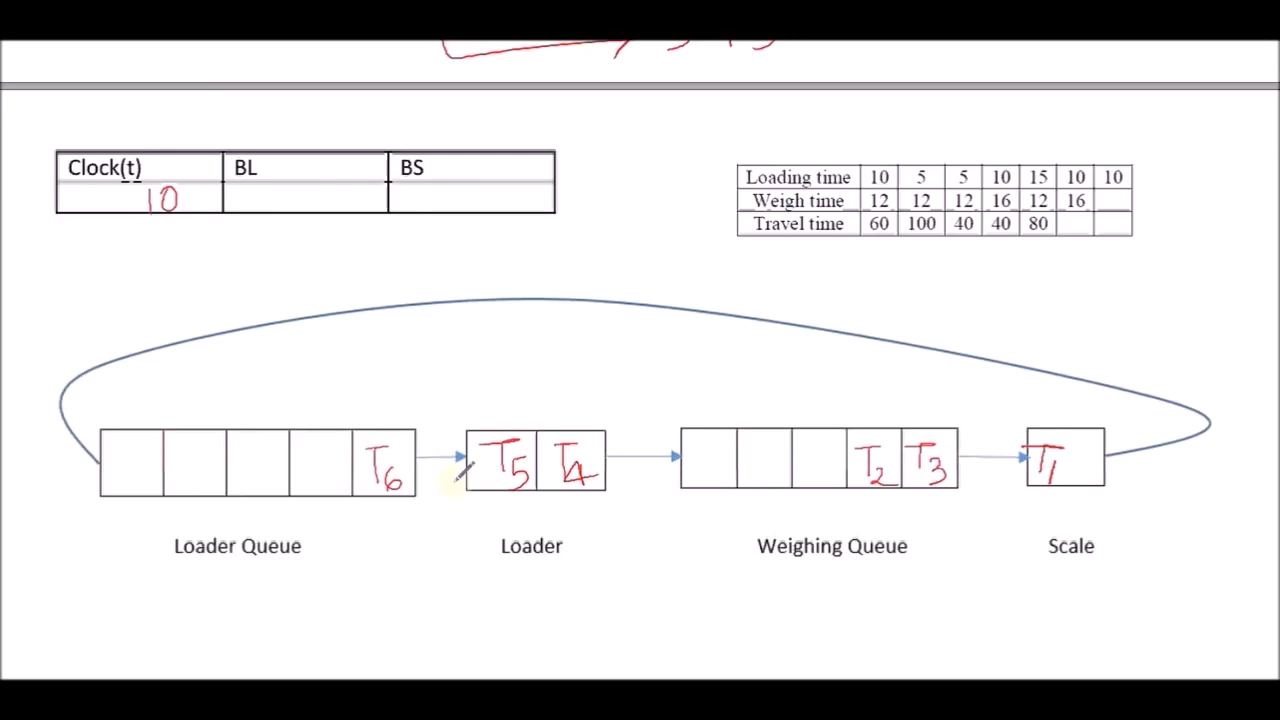 Clock(t) BL BS
10
Loading time 10 5 5 10 15 10 10
Weigh time 12 12 12 16 12 16
Travel time 60 100 40 40 80
T6 T5 T4 T2 T3 T1
Loader Queue Loader Weighing Queue Scale